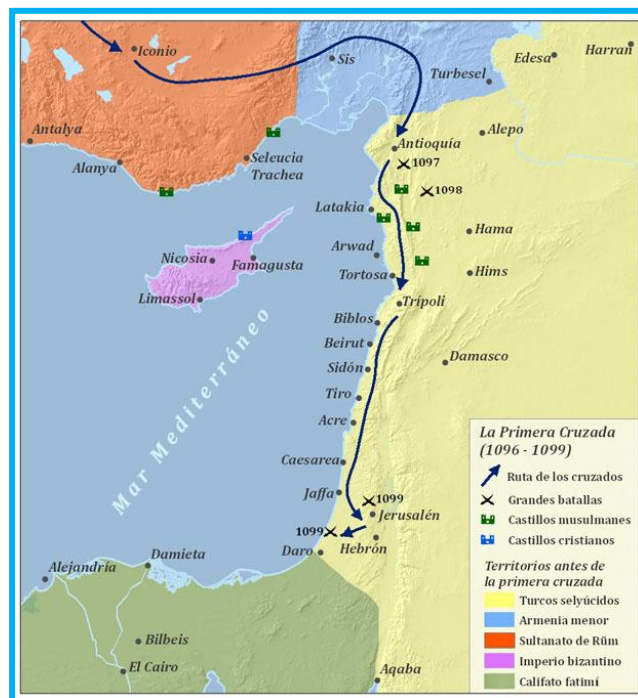 Iconio
Sis
Edesa
Harran
Turbesel
Antalya
Alanya
Seleucia
Trachea
Antioquía
Alepo
1097
1098
Latakia
Hama
Arwad
Nicosia
Famagusta
Tortosa
Hims
Limassol
Trípoli
Biblos
Beirut
Damasco
Sidón
Tiro
Acre
Mar Mediterráneo
Caesarea
Jaffa
1099
Jerusalén
1099
Hebrón
Daro
Damieta
Alejandría
Bilbeis
El Cairo
Aqaba
La Primera Cruzada
(1096 - 1099)
Ruta de los cruzados
Grandes batallas
Castillos musulmanes
Castillos cristianos
Territorios antes de
la primera cruzada
Turcos selyúcidos
Armenia menor
Sultanato de Rüm
Imperio bizantino
Califato fatimí